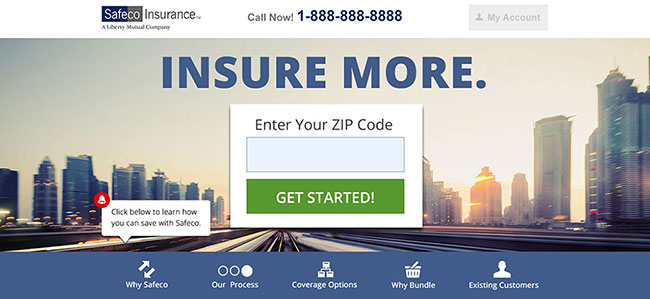 Safeco Insurance™
A Liberty Mutual Company
Call Now! 1-888-888-8888
My Account
INSURE MORE.
Enter Your ZIP Code
GET STARTED!
Click below to learn how
you can save with Safeco.
Why Safeco
Our Process
Coverage Options
Why Bundle
Existing Customers